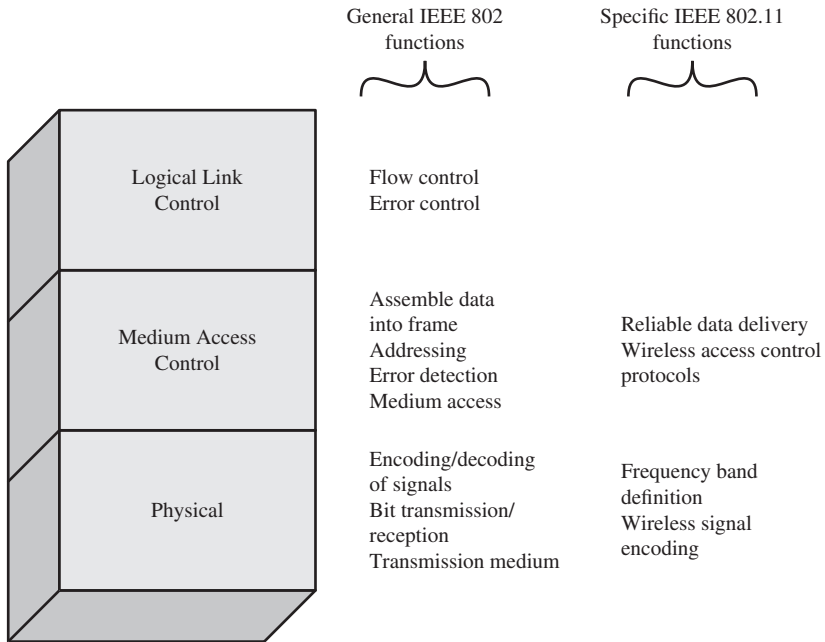 General IEEE 802
functions
Specific IEEE 802.11
functions
Logical Link
Control
Flow control
Error control
Medium Access
Control
Assemble data
into frame
Addressing
Error detection
Medium access
Reliable data delivery
Wireless access control
protocols
Physical
Encoding/decoding
of signals
Bit transmission/
reception
Transmission medium
Frequency band
definition
Wireless signal
encoding